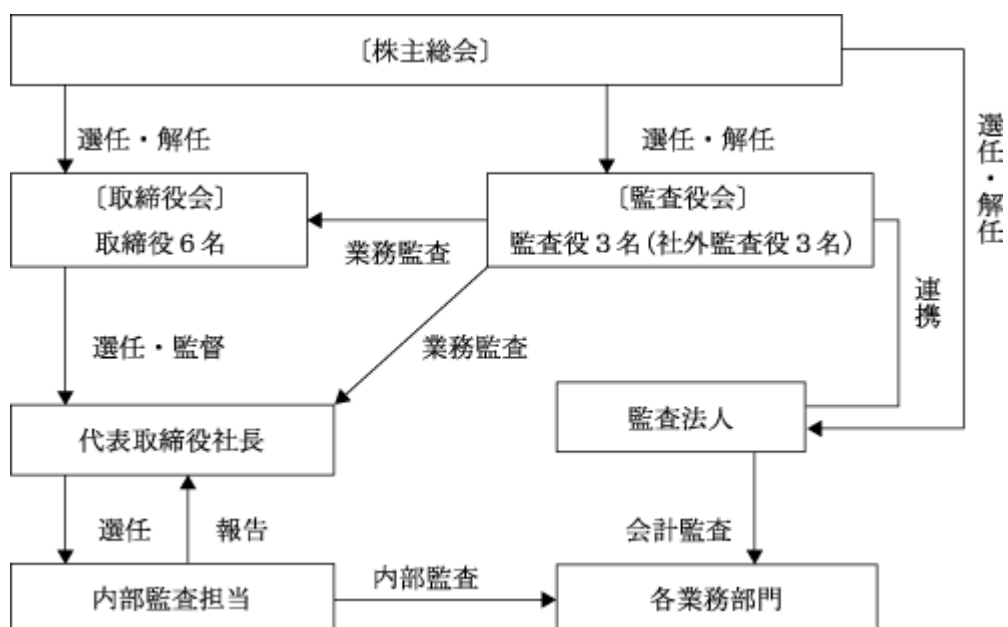 〔株主総会〕
選任・解任
選任・解任
選任・解任
〔取締役会〕
取締役６名
〔監査役会〕
監査役３名(社外監査役３名)
業務監査
連携
選任・監督
業務監査
代表取締役社長
監査法人
選任
報告
会計監査
内部監査担当
内部監査
各業務部門